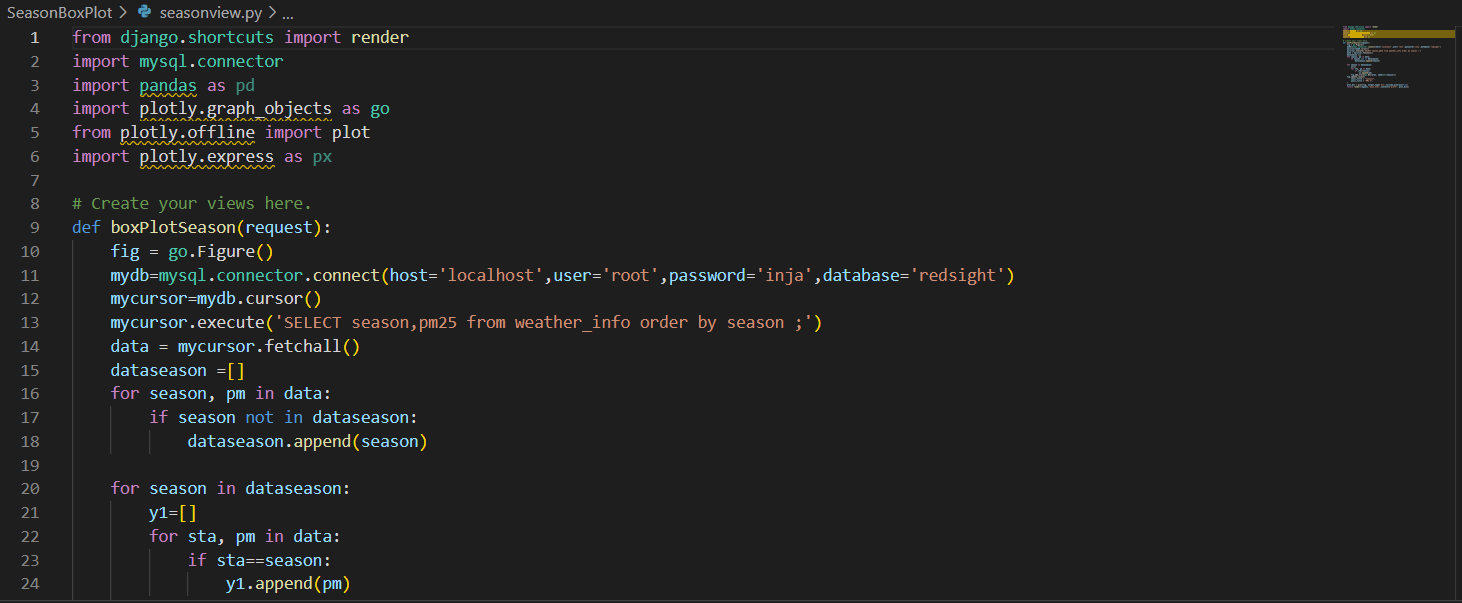 SeasonBoxPlot > seasonview.py > ...
1 from django.shortcuts import render
2 import mysql.connector
3 import pandas as pd
4 import plotly.graph_objects as go
5 from plotly.offline import plot
6 import plotly.express as px
7
8 # Create your views here.
9 def boxPlotSeason(request):
10     fig = go.Figure()
11     mydb=mysql.connector.connect(host='localhost',user='root',password='inja',database='redsight')
12     mycursor=mydb.cursor()
13     mycursor.execute('SELECT season,pm25 from weather_info order by season ;')
14     data = mycursor.fetchall()
15     dataseason =[]
16     for season, pm in data:
17         if season not in dataseason:
18             dataseason.append(season)
19
20     for season in dataseason:
21         y1=[]
22         for sta, pm in data:
23             if sta==season:
24                 y1.append(pm)